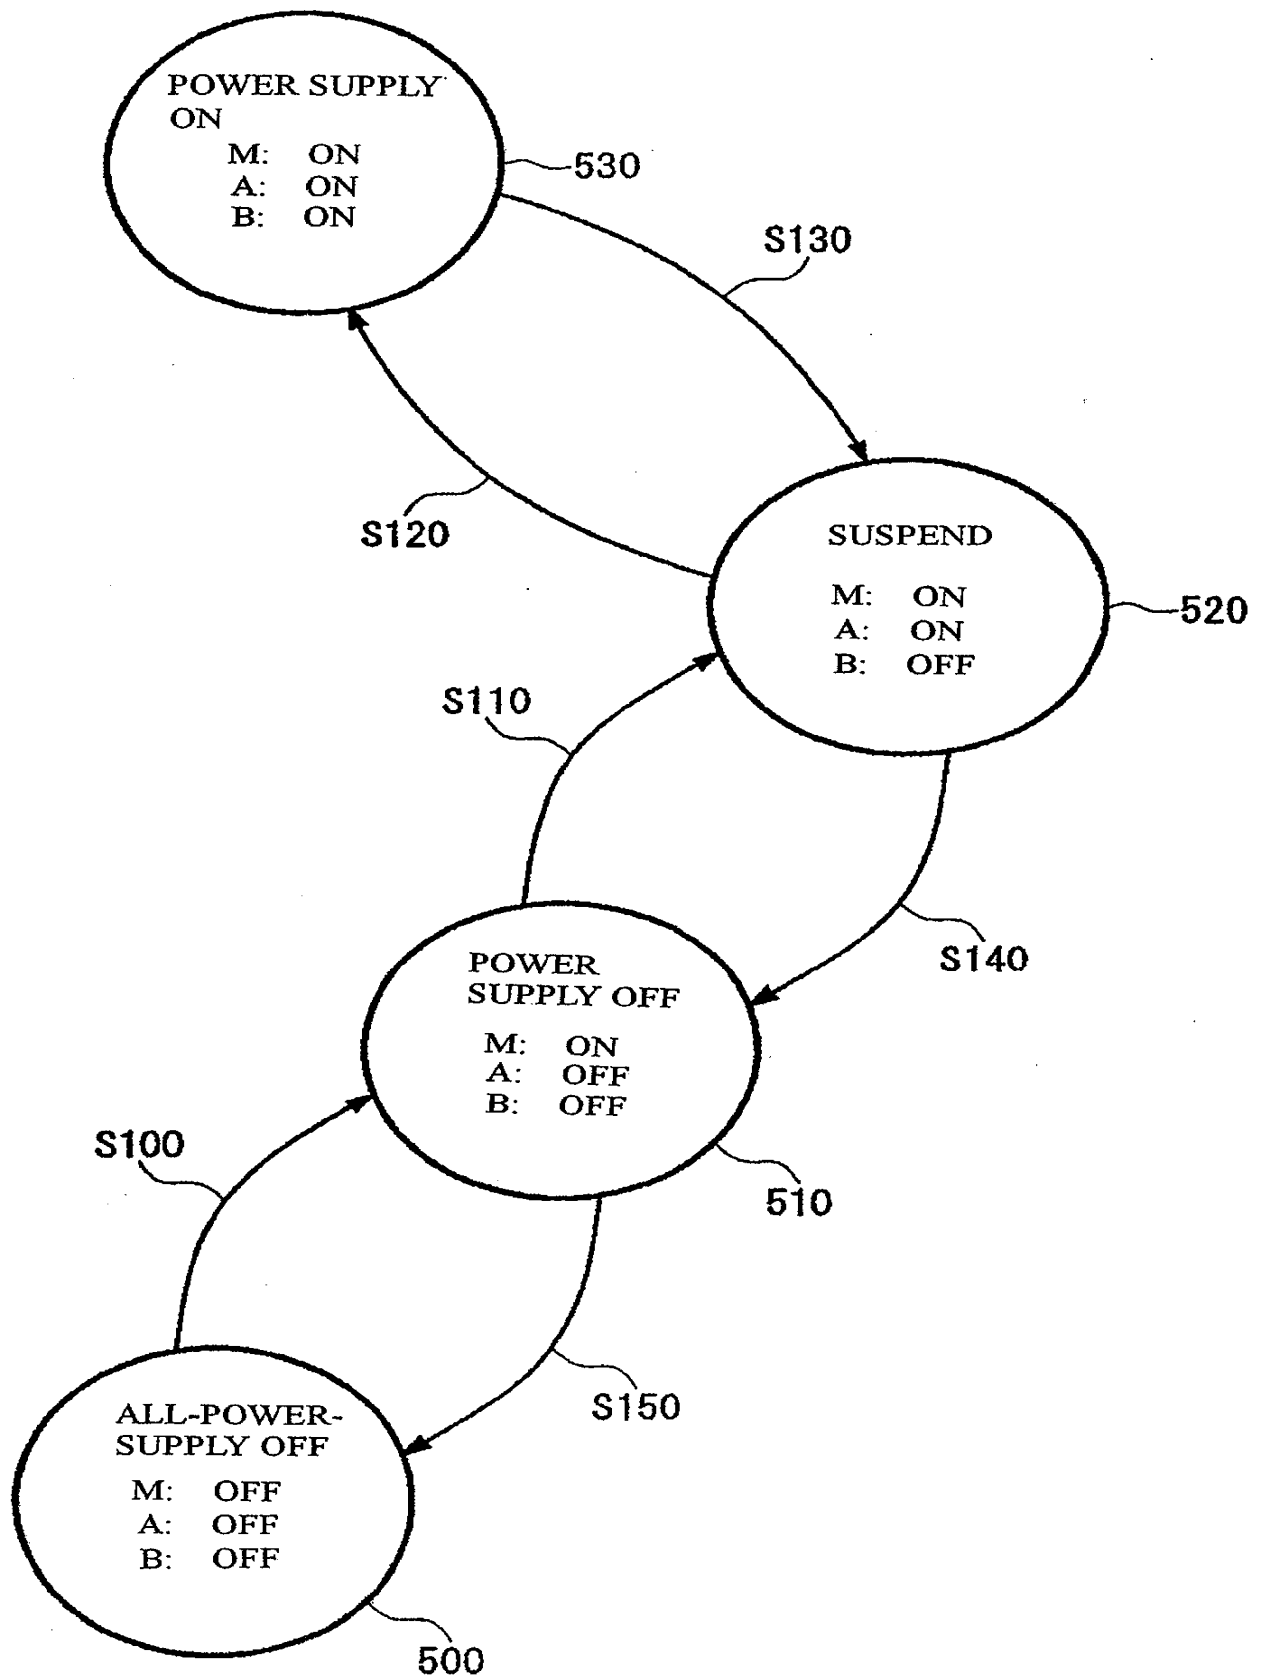 POWER SUPPLY
ON
M: ON
A: ON
B: ON
530
S130
S120
SUSPEND
M: ON
A: ON
B: OFF
520
S110
S140
POWER
SUPPLY OFF
M: ON
A: OFF
B: OFF
510
S100
S150
ALL-POWER-
SUPPLY OFF
M: OFF
A: OFF
B: OFF
500